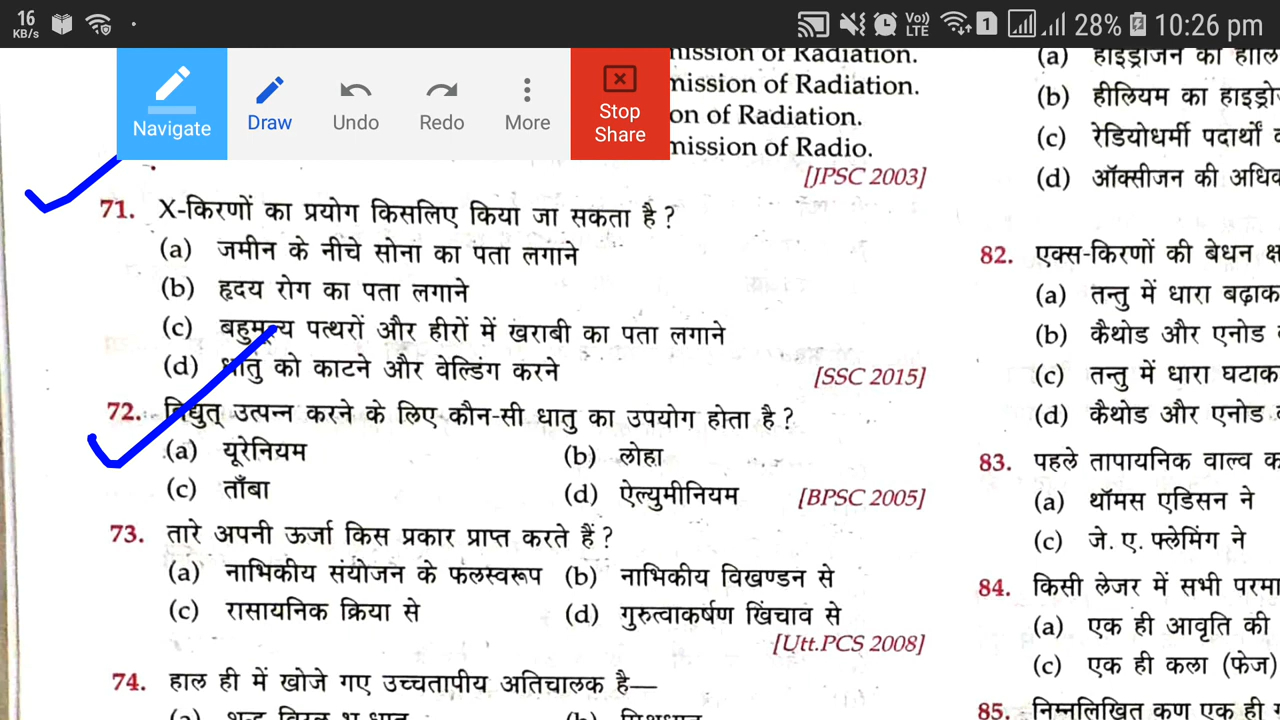 16
KB/s
Vo))
LTE
1
28%
10:26 pm
Navigate
Draw
Undo
Redo
More
Stop
Share
mission of Radiation.
mission of Radiation.
on of Radiation.
mission of Radio.
[JPSC 2003]
71. X-किरणों का प्रयोग किसलिए किया जा सकता है ?
(a) जमीन के नीचे सोना का पता लगाने
(b) हृदय रोग का पता लगाने
(c) बहुमूल्य पत्थरों और हीरों में खराबी का पता लगाने
(d) धातु को काटने और वेल्डिंग करने
[SSC 2015]
72. विद्युत् उत्पन्न करने के लिए कौन-सी धातु का उपयोग होता है ?
(a) यूरेनियम (b) लोहा
(c) ताँबा (d) ऐल्युमीनियम [BPSC 2005]
73. तारे अपनी ऊर्जा किस प्रकार प्राप्त करते हैं ?
(a) नाभिकीय संयोजन के फलस्वरूप (b) नाभिकीय विखण्डन से
(c) रासायनिक क्रिया से (d) गुरुत्वाकर्षण खिंचाव से
[Utt.PCS 2008]
74. हाल ही में खोजे गए उच्चतापीय अतिचालक है—
(a)
(b)
(a) हाइड्रोजन का
(b) हीलियम का
(c) रेडियोधर्मी पदार्थों
(d) ऑक्सीजन की
82. एक्स-किरणों की बेधन
(a) तन्तु में धारा
(b) कैथोड और एनोड
(c) तन्तु में धारा
(d) कैथोड और एनोड
83. पहले तापायनिक वाल्व
(a) थॉमस एडिसन ने
(c) जे. ए. फ्लेमिंग ने
84. किसी लेजर में सभी
(a) एक ही आवृति की
(c) एक ही कला (फेज)
85. निम्नलिखित कण एक ही